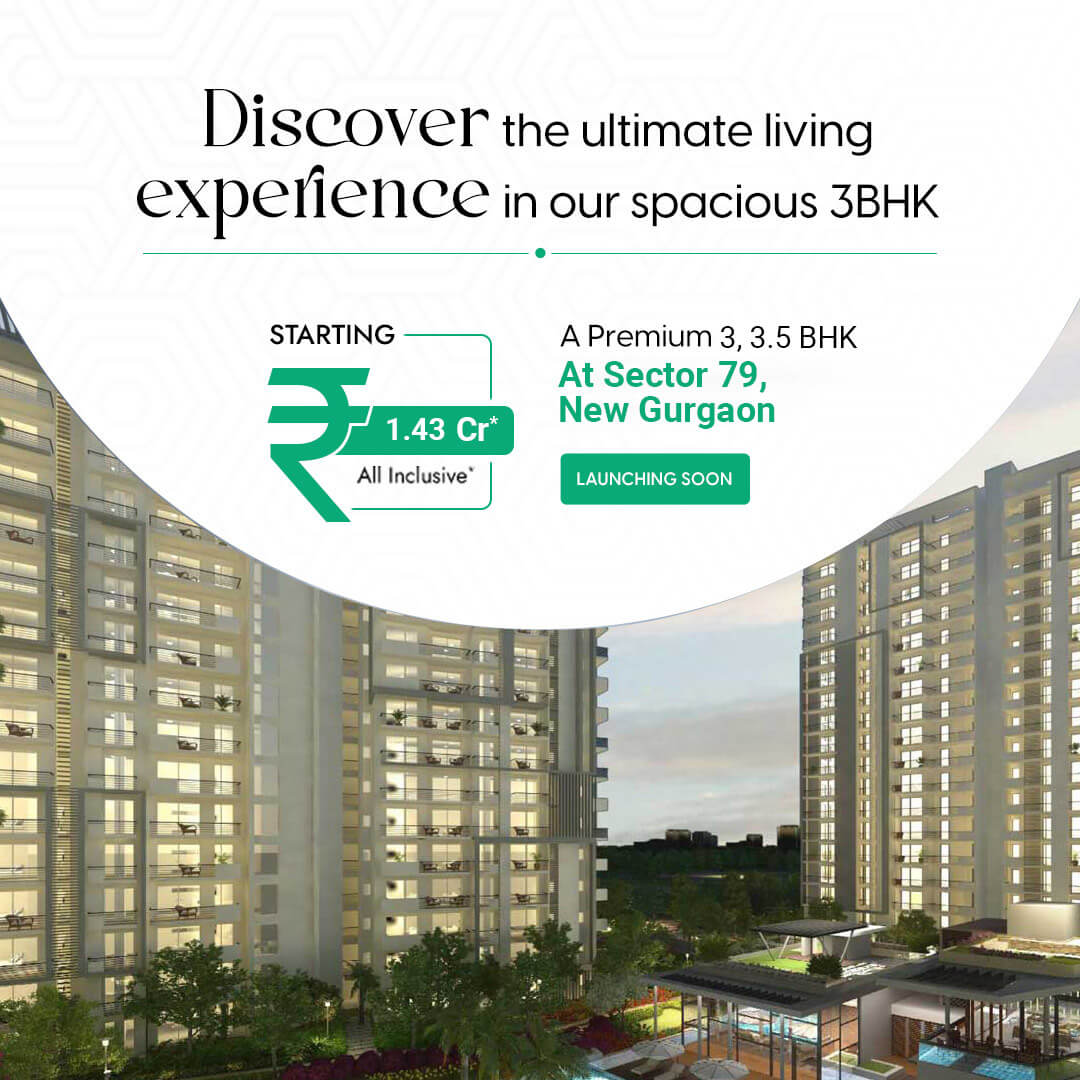 Discover the ultimate living
experience in our spacious 3BHK
STARTING
₹ 1.43 Cr*
All Inclusive*
A Premium 3, 3.5 BHK
At Sector 79,
New Gurgaon
LAUNCHING SOON